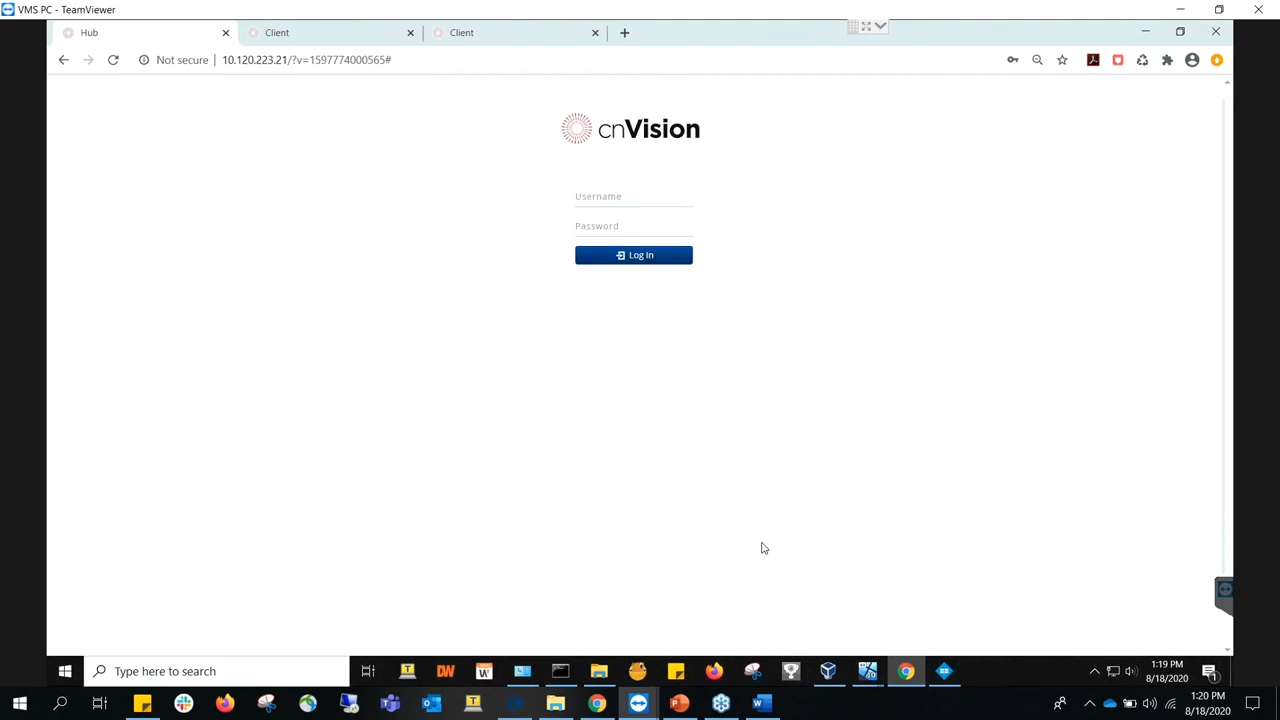 VMS PC - TeamViewer
Hub
Client
Client
Not secure
10.120.223.21/?v=1597774000565#
cnVision
Username
Password
Log In
Type here to search
1:19 PM
8/18/2020
1:20 PM
8/18/2020